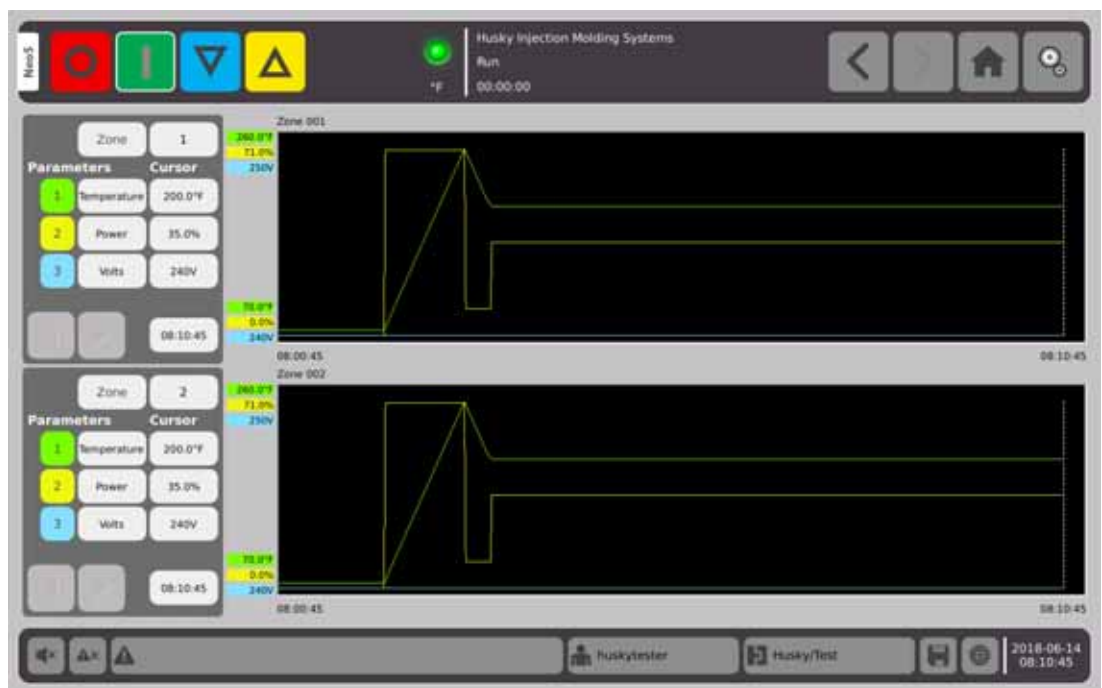 Neo5
Husky Injection Molding Systems
Run
°F
00:00:00
Zone 1
Parameters Cursor
1 Temperature 200.0°F
2 Power 35.0%
3 Volts 240V
08:10:45
Zone 001
260.0°F
71.0%
250V
70.0°F
0.0%
240V
08:00:45 08:10:45
Zone 2
Parameters Cursor
1 Temperature 200.0°F
2 Power 35.0%
3 Volts 240V
08:10:45
Zone 002
260.0°F
71.0%
250V
70.0°F
0.0%
240V
08:00:45 08:10:45
huskytester
Husky/Test
2018-06-14
08:10:45